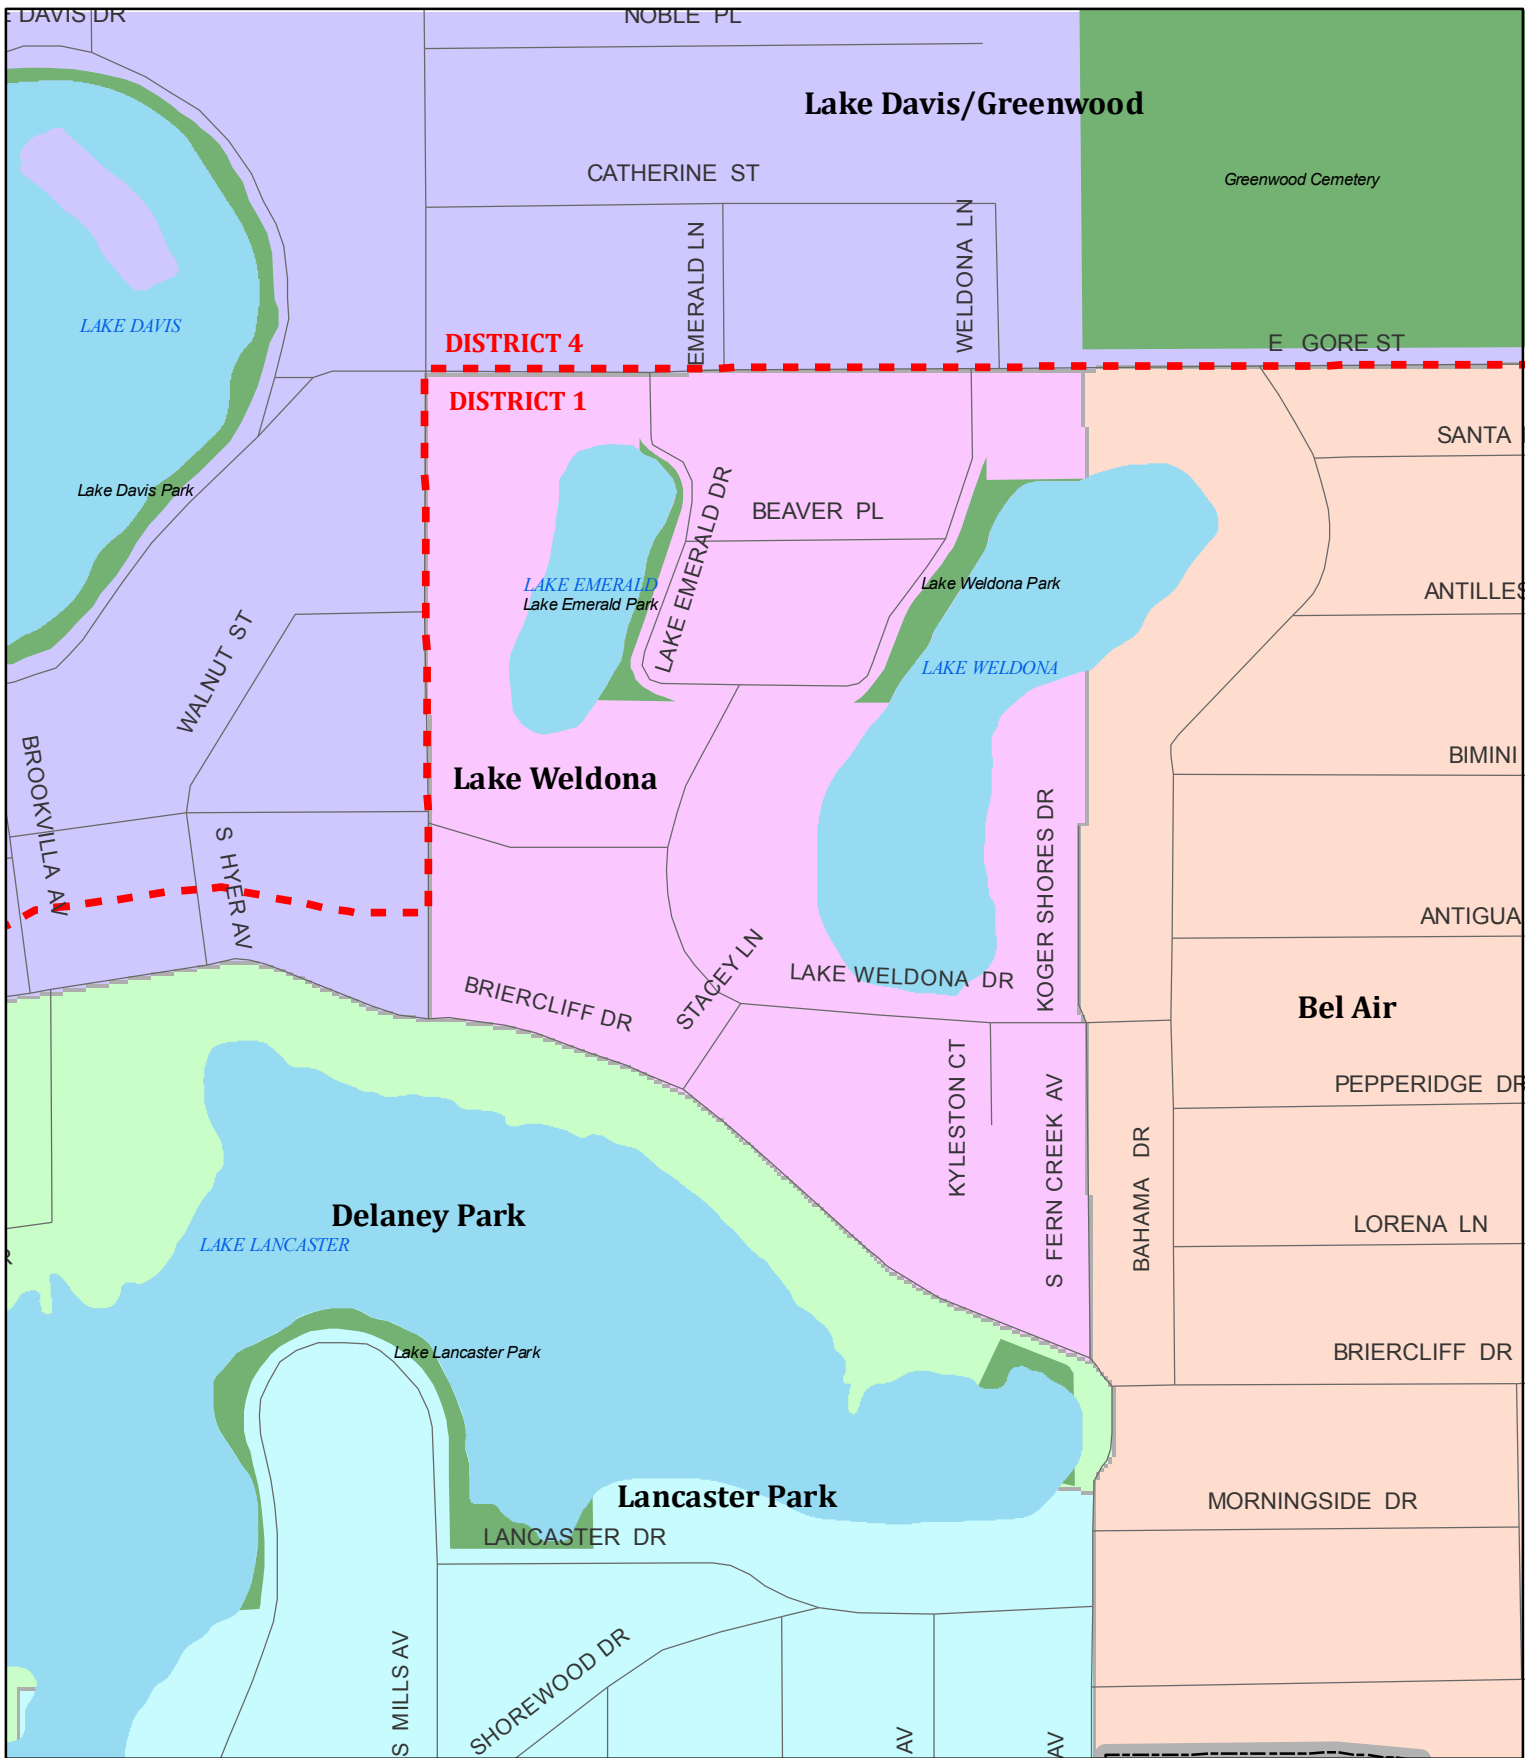 E DAVIS DR
NOBLE PL
Lake Davis/Greenwood
CATHERINE ST
Greenwood Cemetery
EMERALD LN
WELDONA LN
LAKE DAVIS
DISTRICT 4
E GORE ST
DISTRICT 1
SANTA
Lake Davis Park
LAKE EMERALD DR
BEAVER PL
LAKE EMERALD
Lake Emerald Park
Lake Weldona Park
ANTILLES
WALNUT ST
LAKE WELDONA
BROOKVILLA AV
Lake Weldona
BIMINI
S HYER AV
KOGER SHORES DR
ANTIGUA
BRIERCLIFF DR
STACEY LN
LAKE WELDONA DR
Bel Air
KYLESTON CT
S FERN CREEK AV
PEPPERIDGE DR
BAHAMA DR
Delaney Park
LAKE LANCASTER
LORENA LN
Lake Lancaster Park
BRIERCLIFF DR
Lancaster Park
MORNINGSIDE DR
LANCASTER DR
S MILLS AV
SHOREWOOD DR
AV
AV